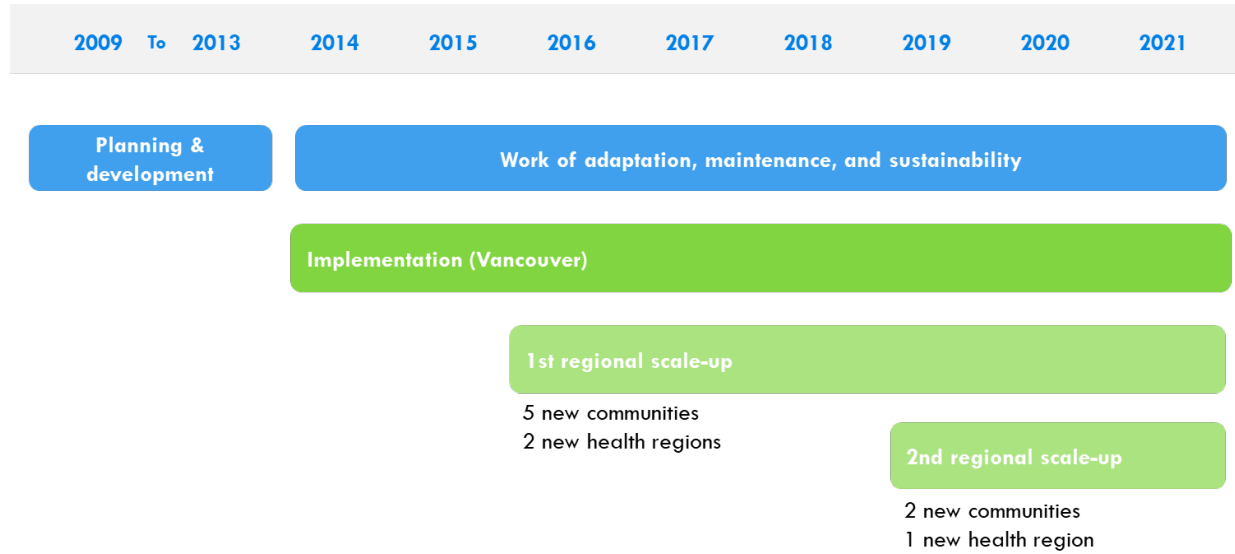 2009 To 2013 2014 2015 2016 2017 2018 2019 2020 2021
Planning &
development
Work of adaptation, maintenance, and sustainability
Implementation (Vancouver)
1st regional scale-up
5 new communities
2 new health regions
2nd regional scale-up
2 new communities
1 new health region